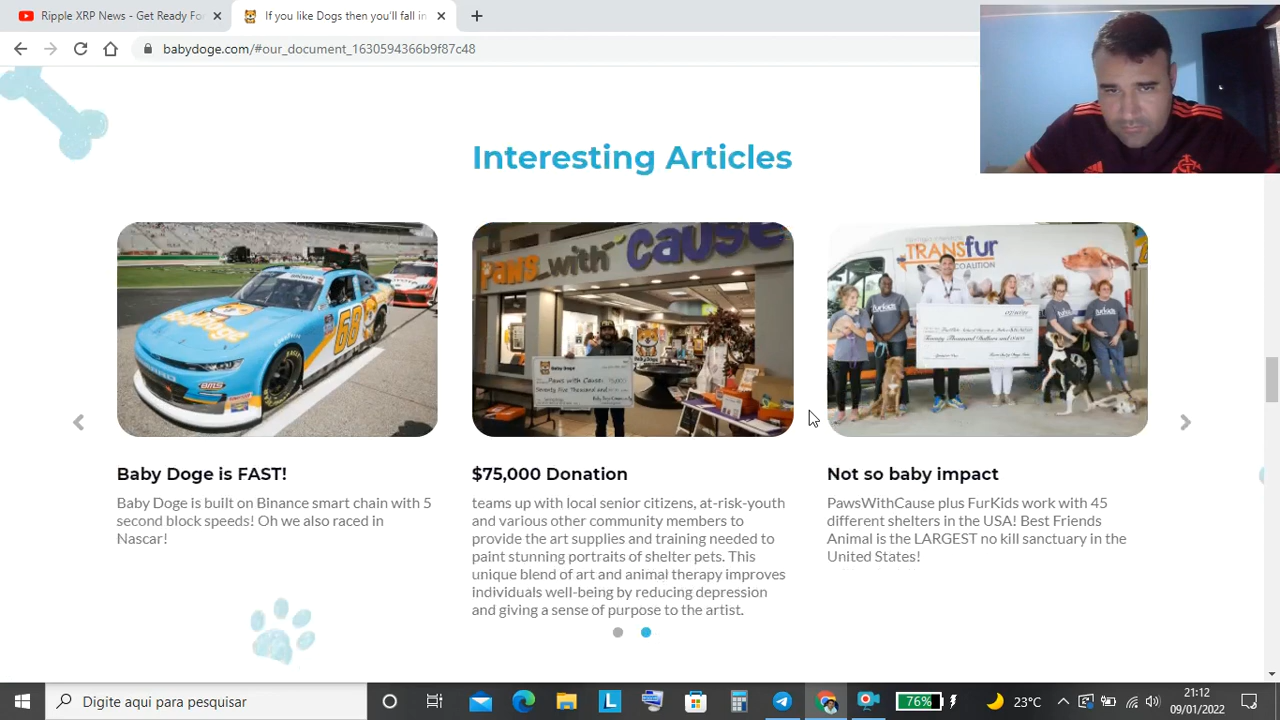 Ripple XRP News - Get Ready Fo
If you like Dogs then you'll fall in
babydoge.com/#our_document_1630594366b9f87c48
Interesting Articles
68
paws with Cause
TRANSfur
COALITION
Baby Doge is FAST!
Baby Doge is built on Binance smart chain with 5
second block speeds! Oh we also raced in
Nascar!
$75,000 Donation
teams up with local senior citizens, at-risk-youth
and various other community members to
provide the art supplies and training needed to
paint stunning portraits of shelter pets. This
unique blend of art and animal therapy improves
individuals well-being by reducing depression
and giving a sense of purpose to the artist.
Not so baby impact
PawsWithCause plus FurKids work with 45
different shelters in the USA! Best Friends
Animal is the LARGEST no kill sanctuary in the
United States!
Digite aqui para pesquisar
L
76%
23°C
21:12
09/01/2022